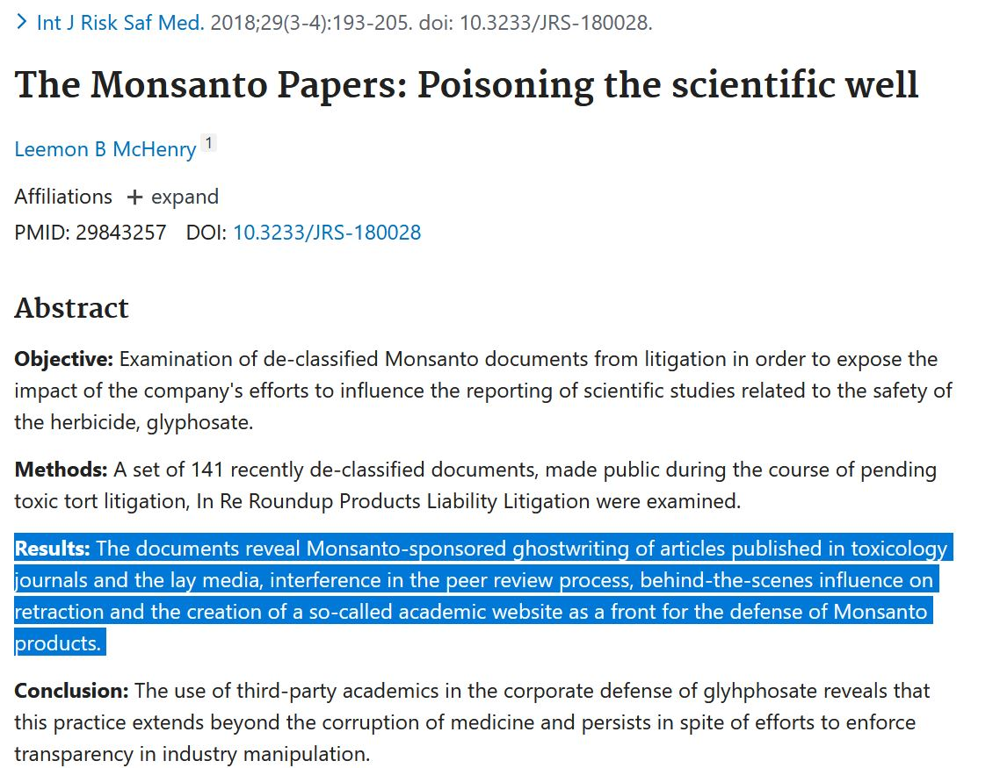 > Int J Risk Saf Med. 2018;29(3-4):193-205. doi: 10.3233/JRS-180028.
The Monsanto Papers: Poisoning the scientific well
Leemon B McHenry 1
Affiliations + expand
PMID: 29843257 DOI: 10.3233/JRS-180028
Abstract
Objective: Examination of de-classified Monsanto documents from litigation in order to expose the
impact of the company's efforts to influence the reporting of scientific studies related to the safety of
the herbicide, glyphosate.
Methods: A set of 141 recently de-classified documents, made public during the course of pending
toxic tort litigation, In Re Roundup Products Liability Litigation were examined.
Results: The documents reveal Monsanto-sponsored ghostwriting of articles published in toxicology
journals and the lay media, interference in the peer review process, behind-the-scenes influence on
retraction and the creation of a so-called academic website as a front for the defense of Monsanto
products.
Conclusion: The use of third-party academics in the corporate defense of glyhphosate reveals that
this practice extends beyond the corruption of medicine and persists in spite of efforts to enforce
transparency in industry manipulation.